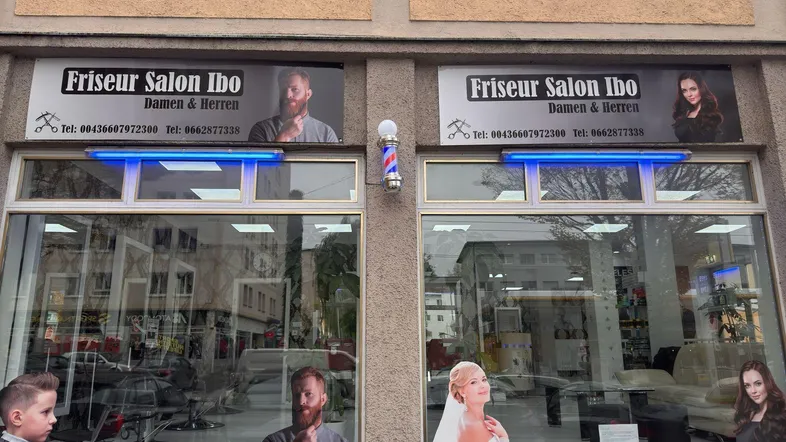 Friseur Salon Ibo
Damen & Herren
Tel: 00436607972300 Tel: 0662877338
Friseur Salon Ibo
Damen & Herren
Tel: 00436607972300 Tel: 0662877338